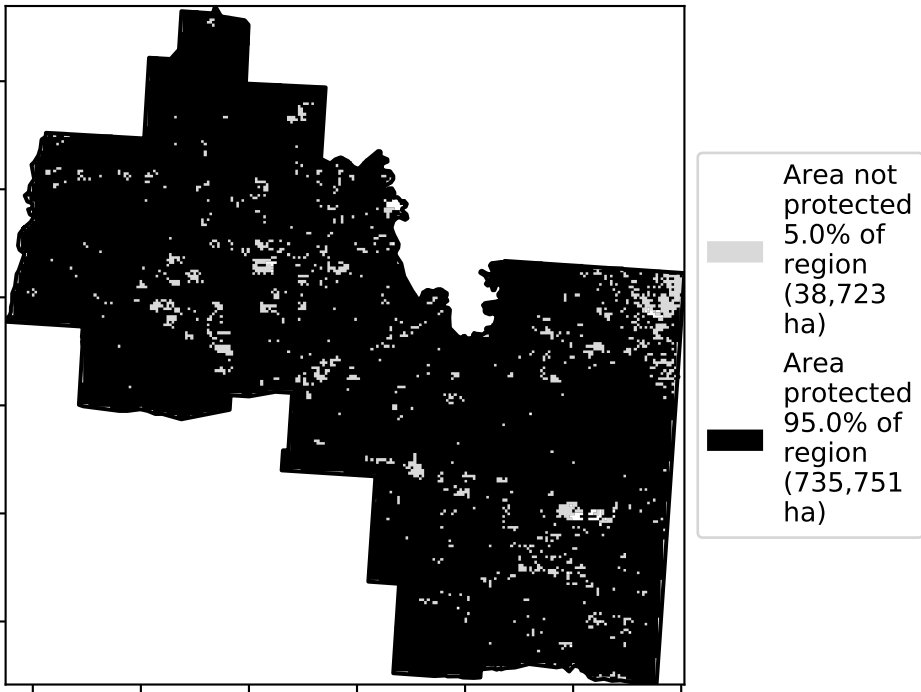 Area not
protected
5.0% of
region
(38,723
ha)
Area
protected
95.0% of
region
(735,751
ha)